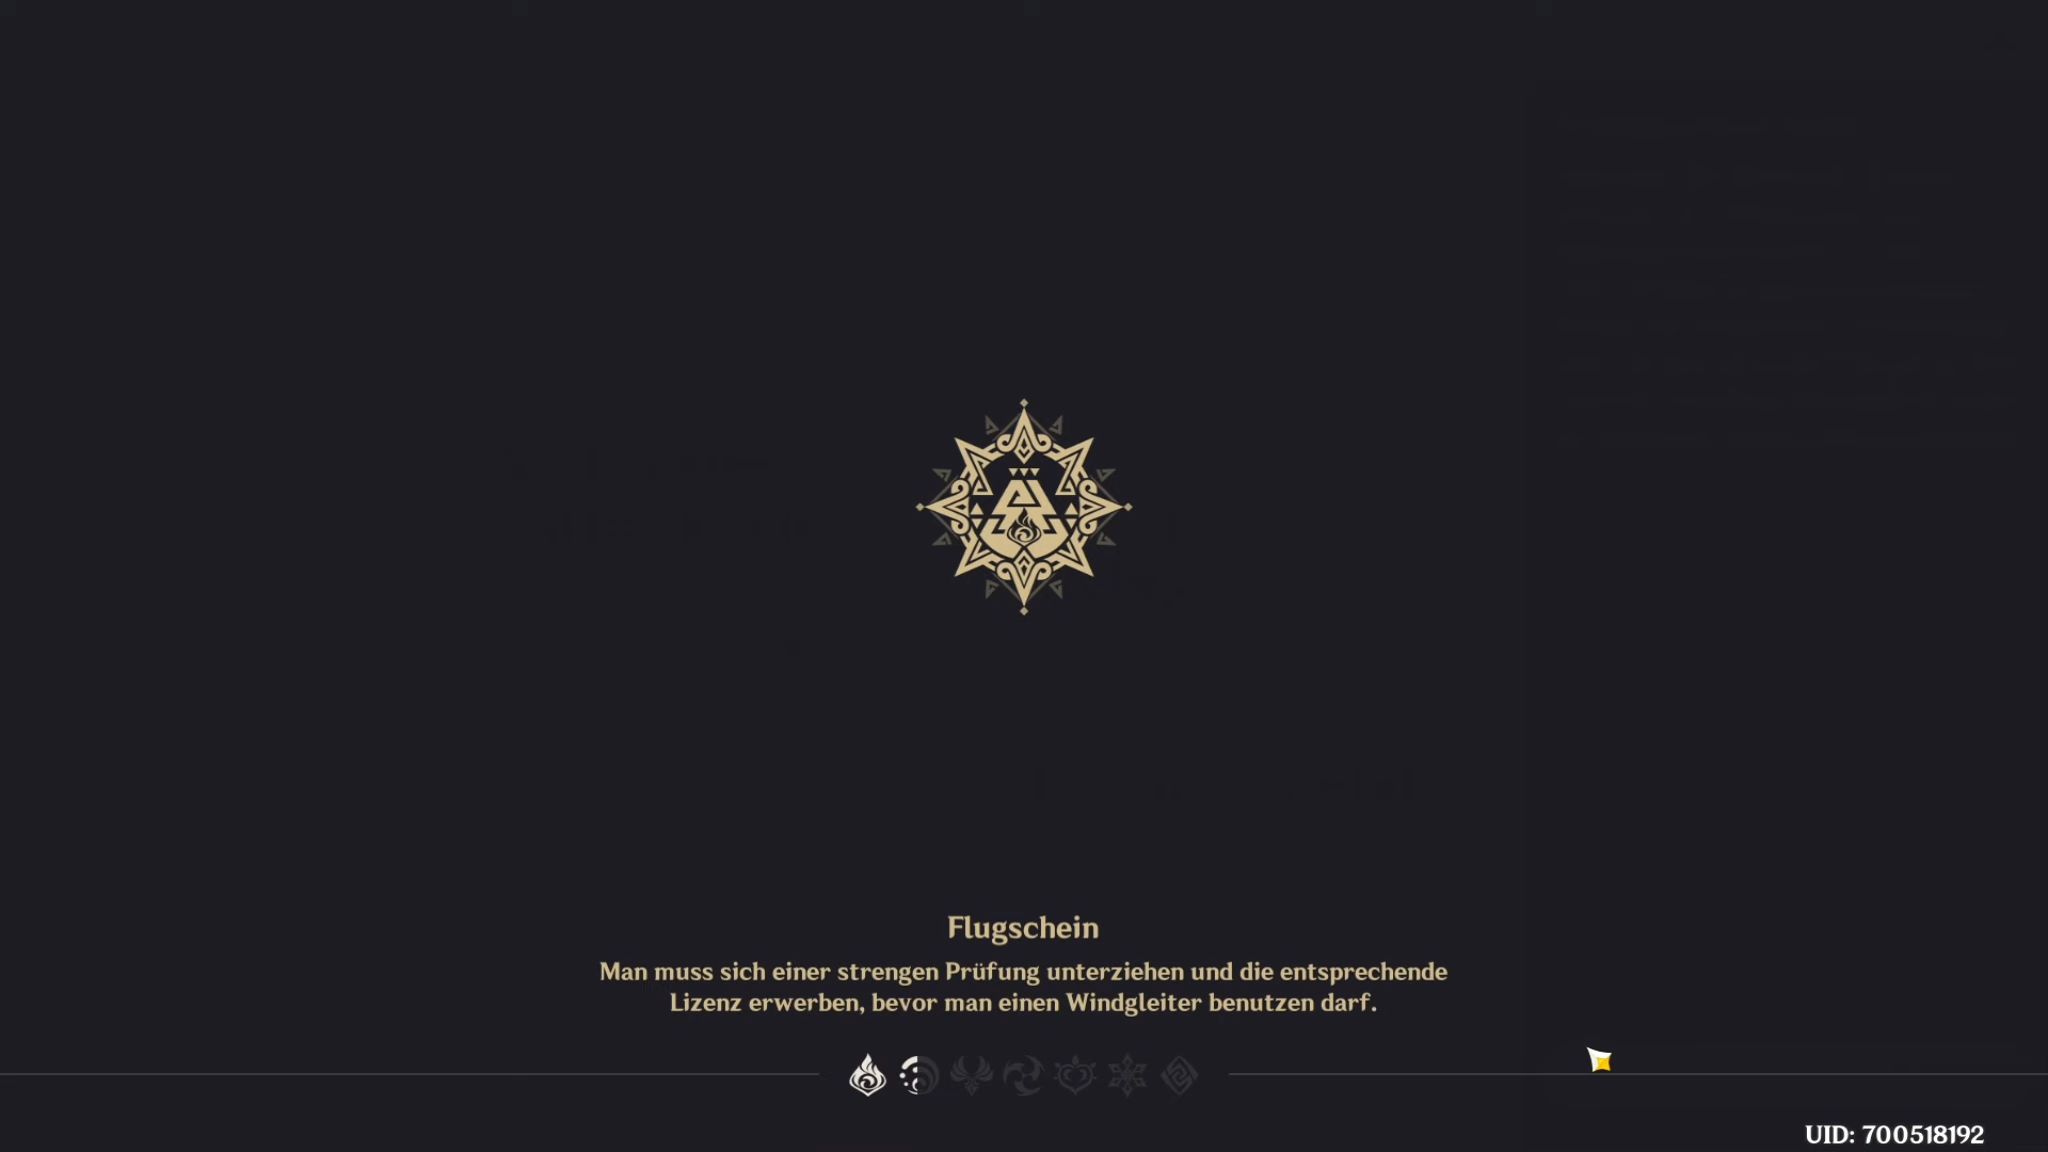 Flugschein
Man muss sich einer strengen Prüfung unterziehen und die entsprechende
Lizenz erwerben, bevor man einen Windgleiter benutzen darf.
UID: 700518192